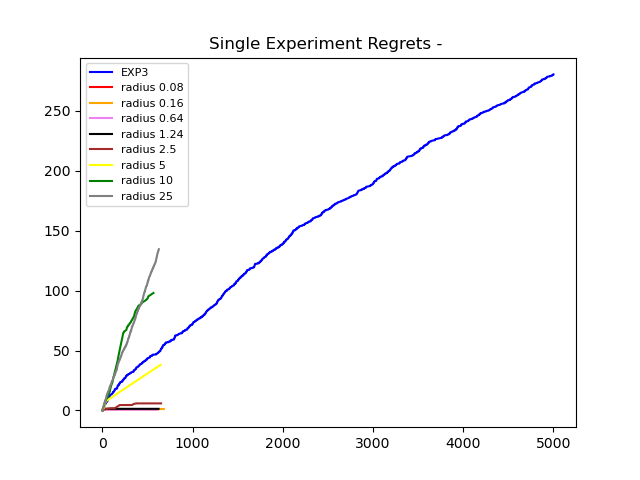 Single Experiment Regrets -
EXP3
radius 0.08
radius 0.16
radius 0.64
radius 1.24
radius 2.5
radius 5
radius 10
radius 25
250
200
150
100
50
0
0 1000 2000 3000 4000 5000